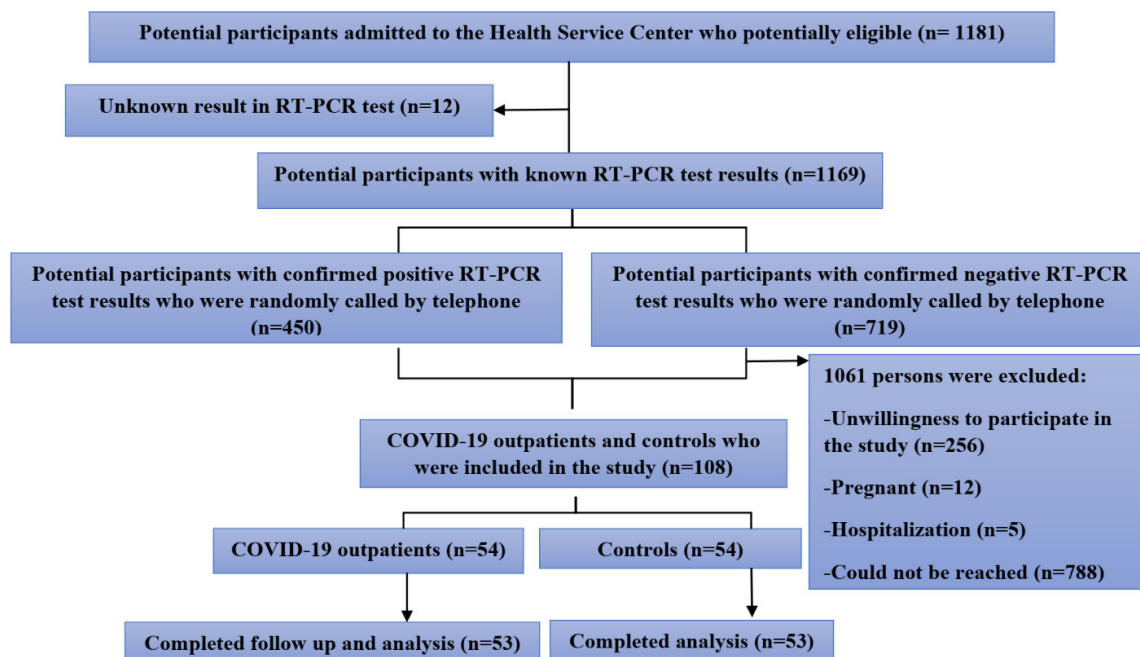 Potential participants admitted to the Health Service Center who potentially eligible (n= 1181)
Unknown result in RT-PCR test (n=12)
Potential participants with known RT-PCR test results (n=1169)
Potential participants with confirmed positive RT-PCR
test results who were randomly called by telephone
(n=450)
Potential participants with confirmed negative RT-PCR
test results who were randomly called by telephone
(n=719)
1061 persons were excluded:
-Unwillingness to participate in
the study (n=256)
-Pregnant (n=12)
-Hospitalization (n=5)
-Could not be reached (n=788)
COVID-19 outpatients and controls who
were included in the study (n=108)
COVID-19 outpatients (n=54)
Controls (n=54)
Completed follow up and analysis (n=53)
Completed analysis (n=53)